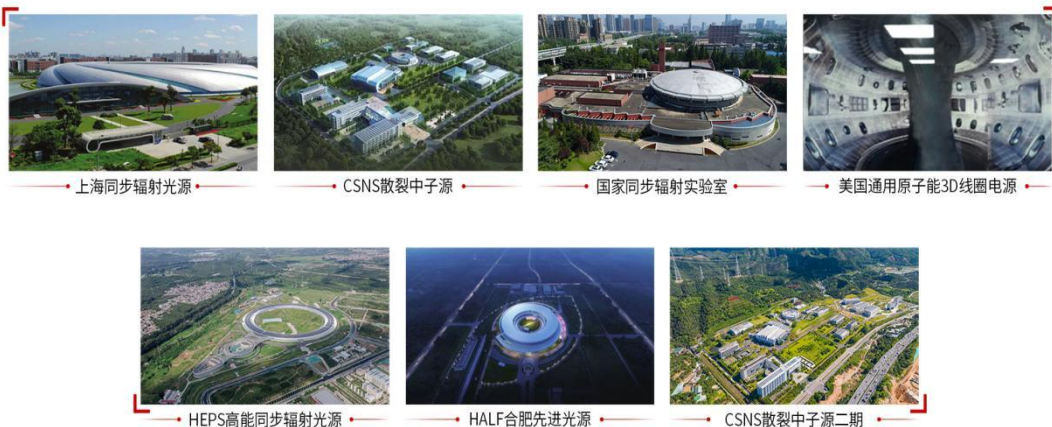 上海同步辐射光源
CSNS散裂中子源
国家同步辐射实验室
美国通用原子能3D线圈电源
HEPS高能同步辐射光源
HALF合肥先进光源
CSNS散裂中子源二期